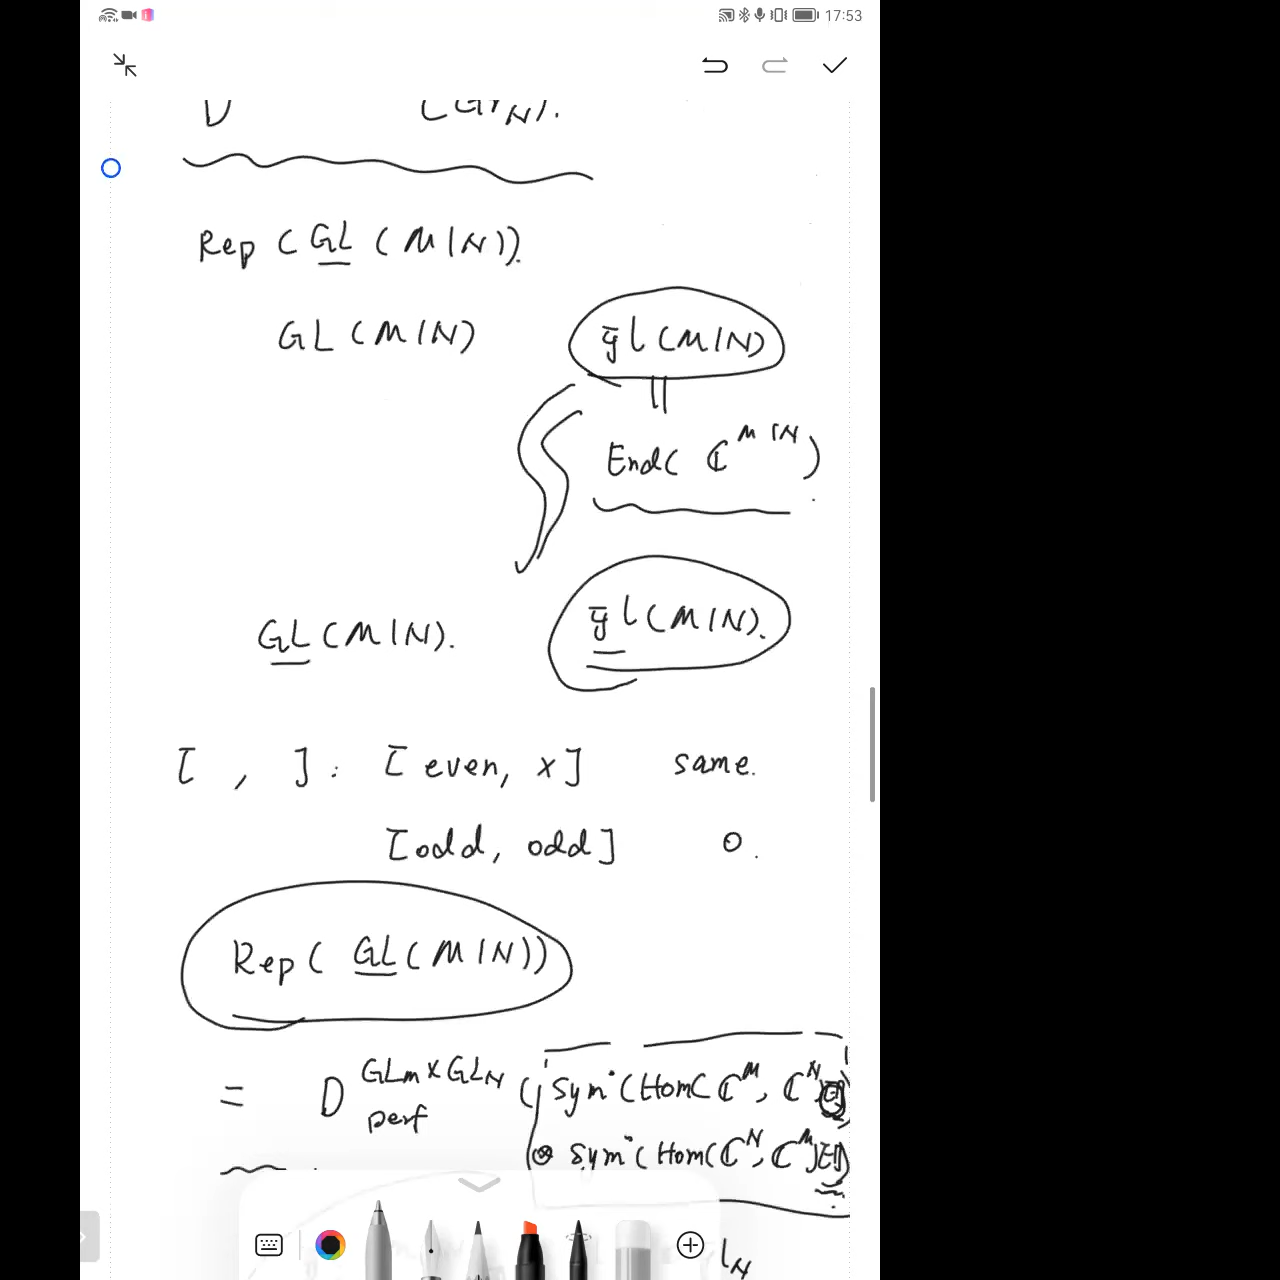 17:53
D
Rep ( GL ( M | N )).
GL ( M | N ) gl ( M | N )
||
End( ℂ^{M|N} )
GL ( M | N ). gl ( M | N ).
[ , ] : [ even, x ] same.
[ odd, odd ] 0.
Rep ( GL ( M | N ))
= D^{GL_M × GL_N}_{perf} ( Sym˙( Hom( ℂ^M, ℂ^N )
⊗ Sym˙( Hom( ℂ^N, ℂ^M )